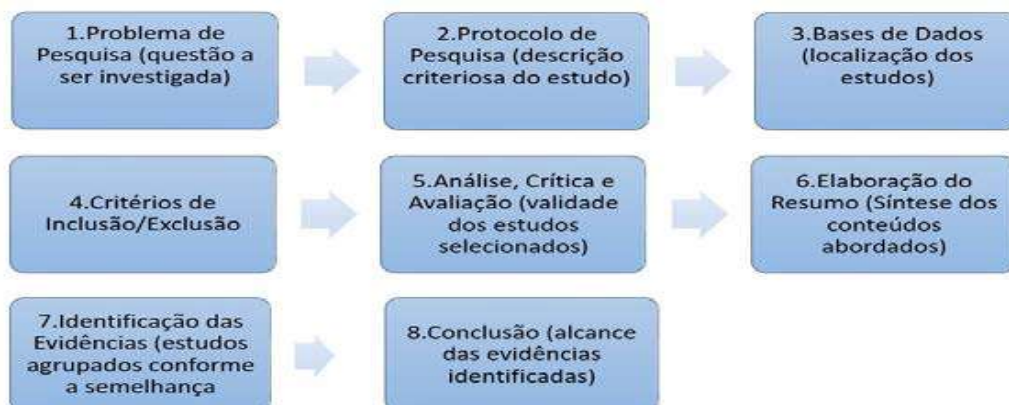 1.Problema de
Pesquisa (questão a
ser investigada)
2.Protocolo de
Pesquisa (descrição
criteriosa do estudo)
3.Bases de Dados
(localização dos
estudos)
4.Critérios de
Inclusão/Exclusão
5.Análise, Crítica e
Avaliação (validade
dos estudos
selecionados)
6.Elaboração do
Resumo (Síntese dos
conteúdos
abordados)
7.Identificação das
Evidências (estudos
agrupados conforme
a semelhança
8.Conclusão (alcance
das evidências
identificadas)